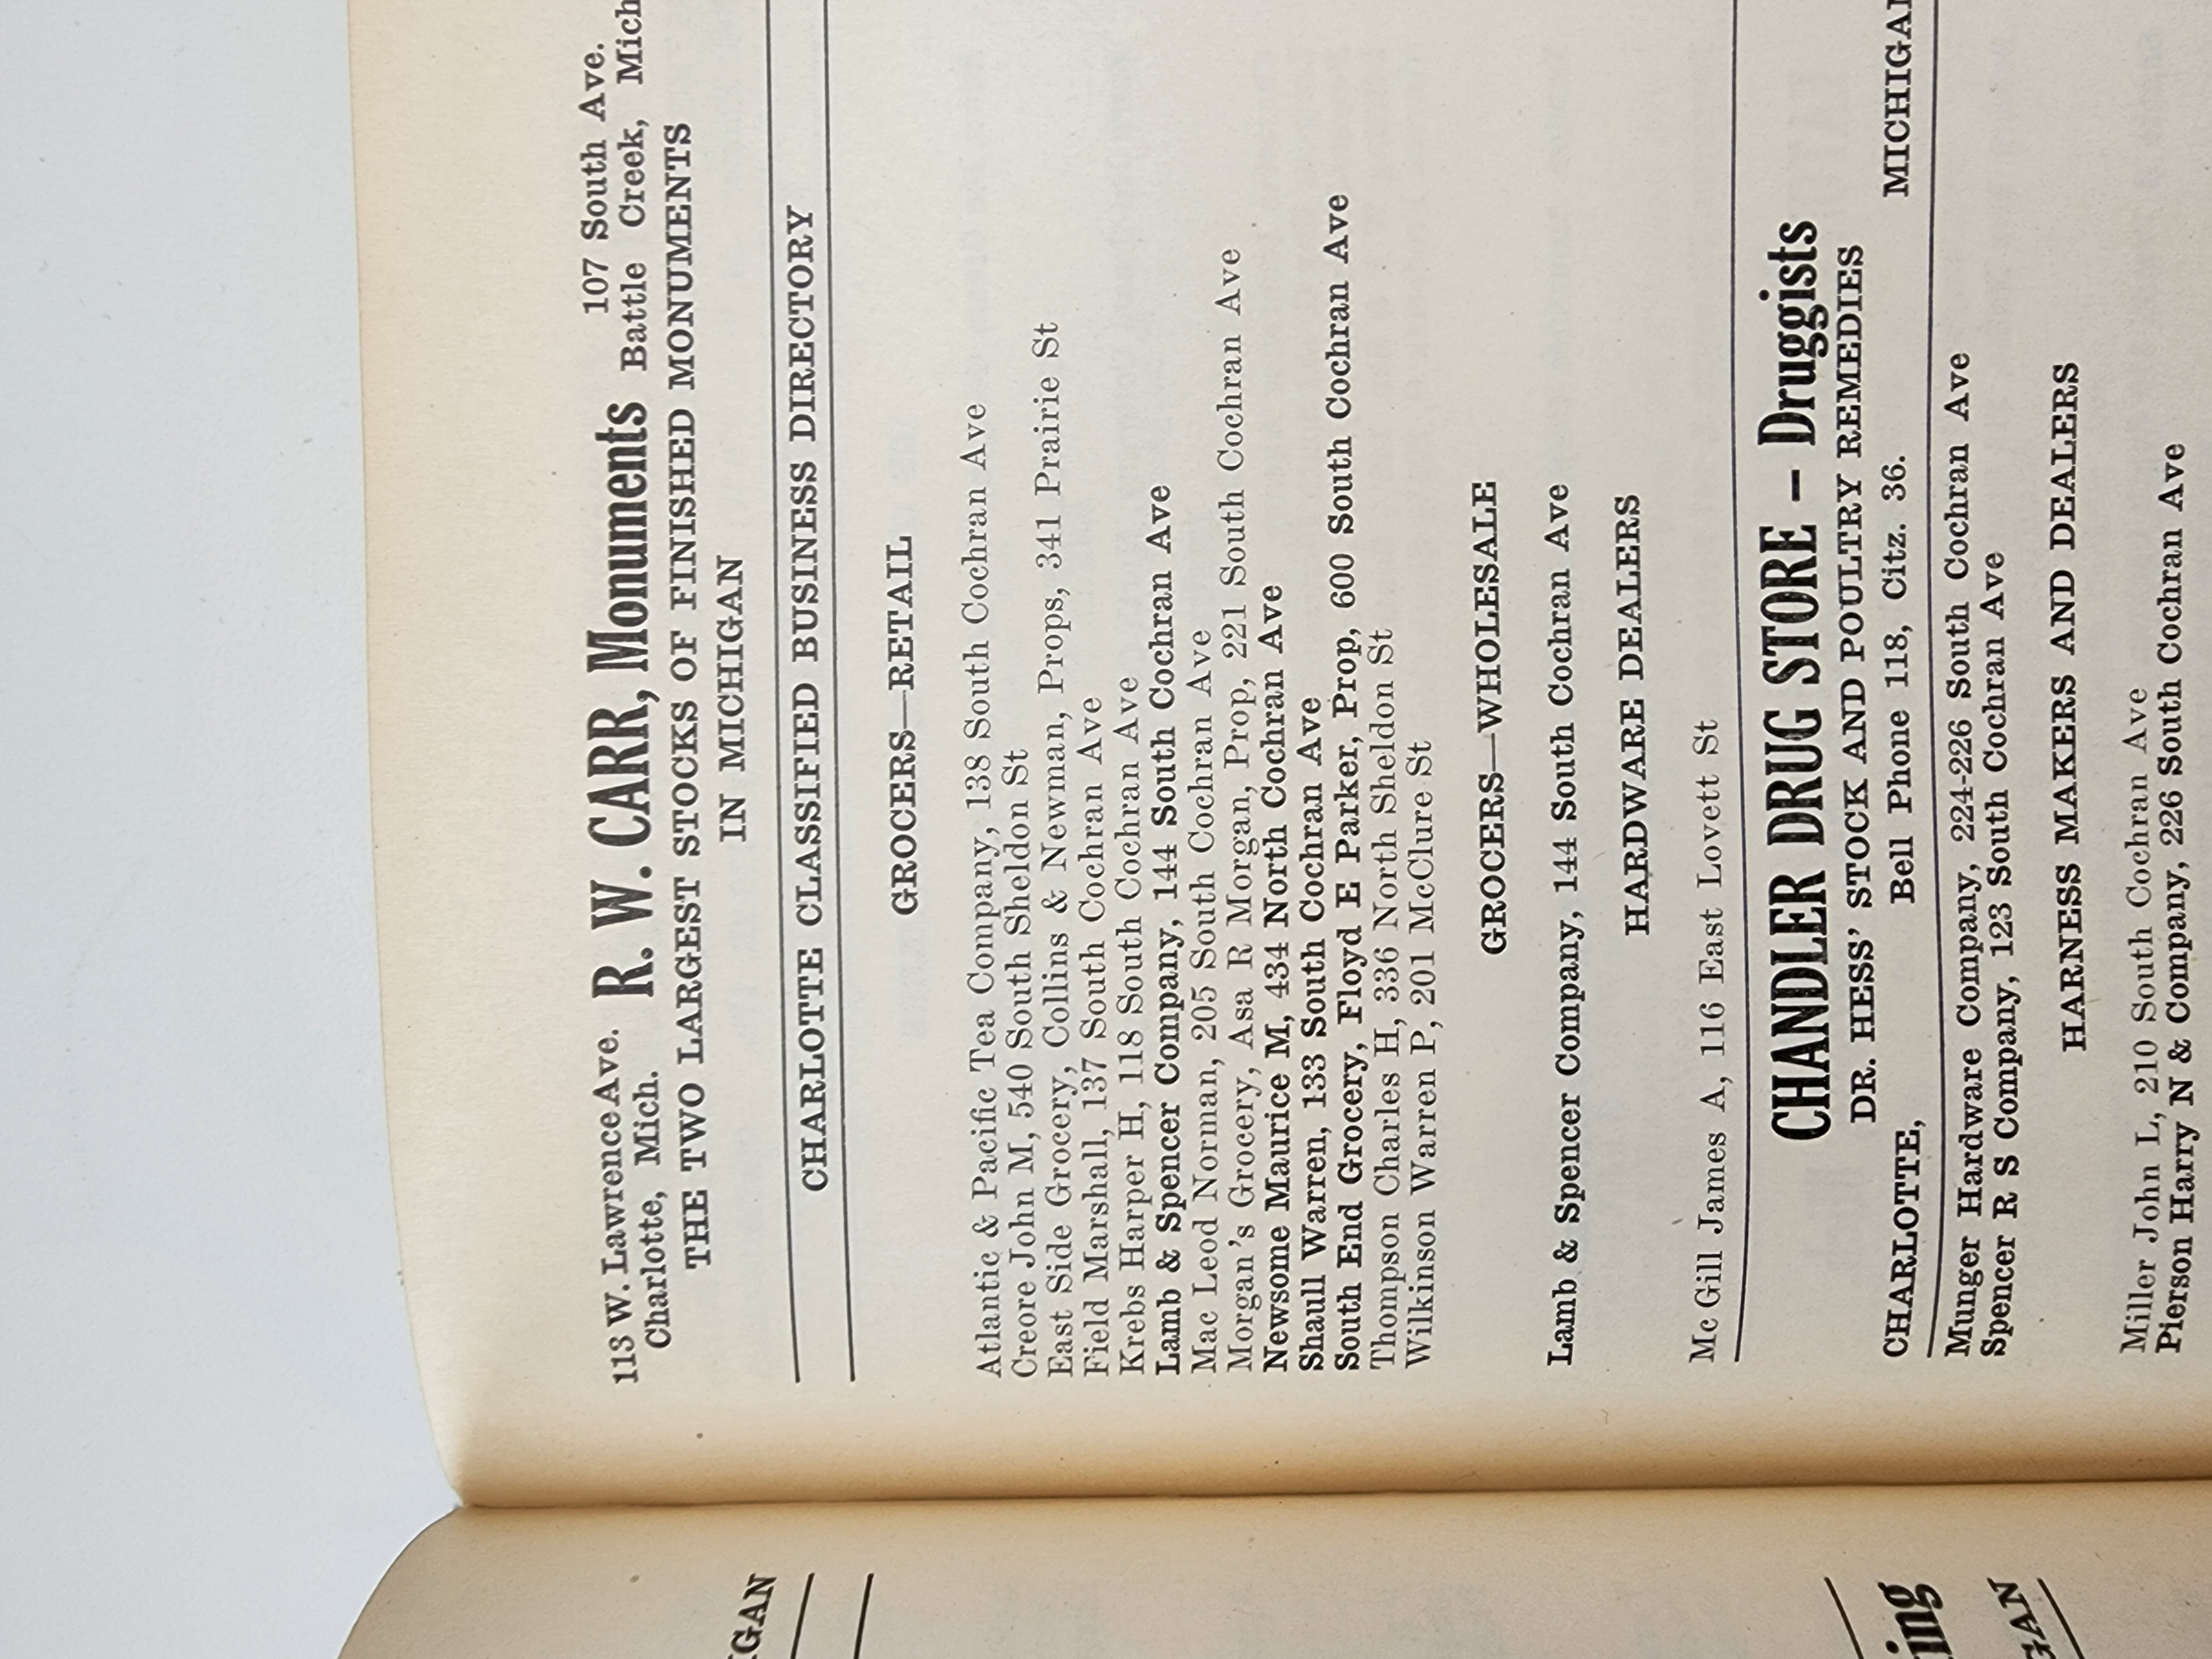 113 W. Lawrence Ave. R. W. CARR, Monuments 107 South Ave.
Charlotte, Mich. Battle Creek, Mich
THE TWO LARGEST STOCKS OF FINISHED MONUMENTS
IN MICHIGAN
CHARLOTTE CLASSIFIED BUSINESS DIRECTORY
GROCERS—RETAIL
Atlantic & Pacific Tea Company, 138 South Cochran Ave
Creore John M, 540 South Sheldon St
East Side Grocery, Collins & Newman, Props, 341 Prairie St
Field Marshall, 137 South Cochran Ave
Krebs Harper H, 118 South Cochran Ave
Lamb & Spencer Company, 144 South Cochran Ave
Mac Leod Norman, 205 South Cochran Ave
Morgan's Grocery, Asa R Morgan, Prop, 221 South Cochran Ave
Newsome Maurice M, 434 North Cochran Ave
Shaull Warren, 133 South Cochran Ave
South End Grocery, Floyd E Parker, Prop, 600 South Cochran Ave
Thompson Charles H, 336 North Sheldon St
Wilkinson Warren P, 201 McClure St
GROCERS—WHOLESALE
Lamb & Spencer Company, 144 South Cochran Ave
HARDWARE DEALERS
Mc Gill James A, 116 East Lovett St
CHANDLER DRUG STORE – Druggists
DR. HESS' STOCK AND POULTRY REMEDIES
CHARLOTTE, Bell Phone 118, Citz. 36. MICHIGAN
Munger Hardware Company, 224-226 South Cochran Ave
Spencer R S Company, 123 South Cochran Ave
HARNESS MAKERS AND DEALERS
Miller John L, 210 South Cochran Ave
Pierson Harry N & Company, 226 South Cochran Ave
IGAN
ing
GAN